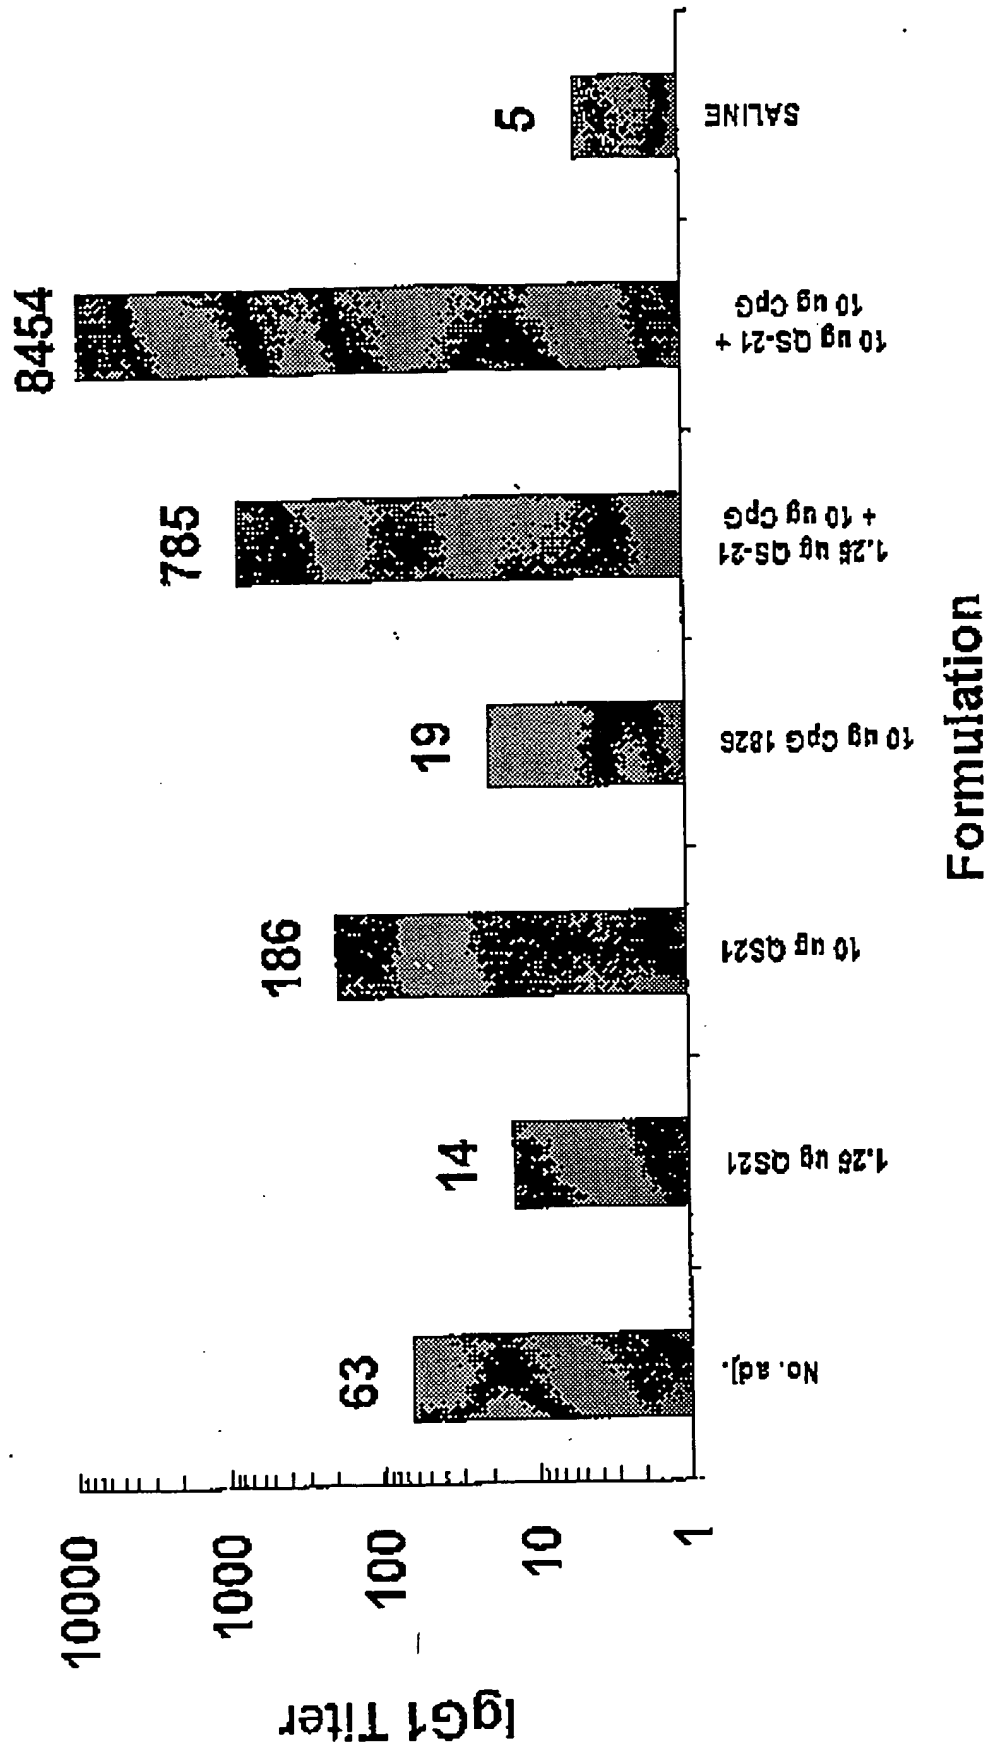 IgG1 Titer
10000
1000
100
10
1
63
14
186
19
785
8454
5
No. adj.
1.25 ug QS21
10 ug QS21
10 ug CpG 1826
1.25 ug QS-21
+ 10 ug CpG
10 ug QS-21 +
10 ug CpG
SALINE
Formulation